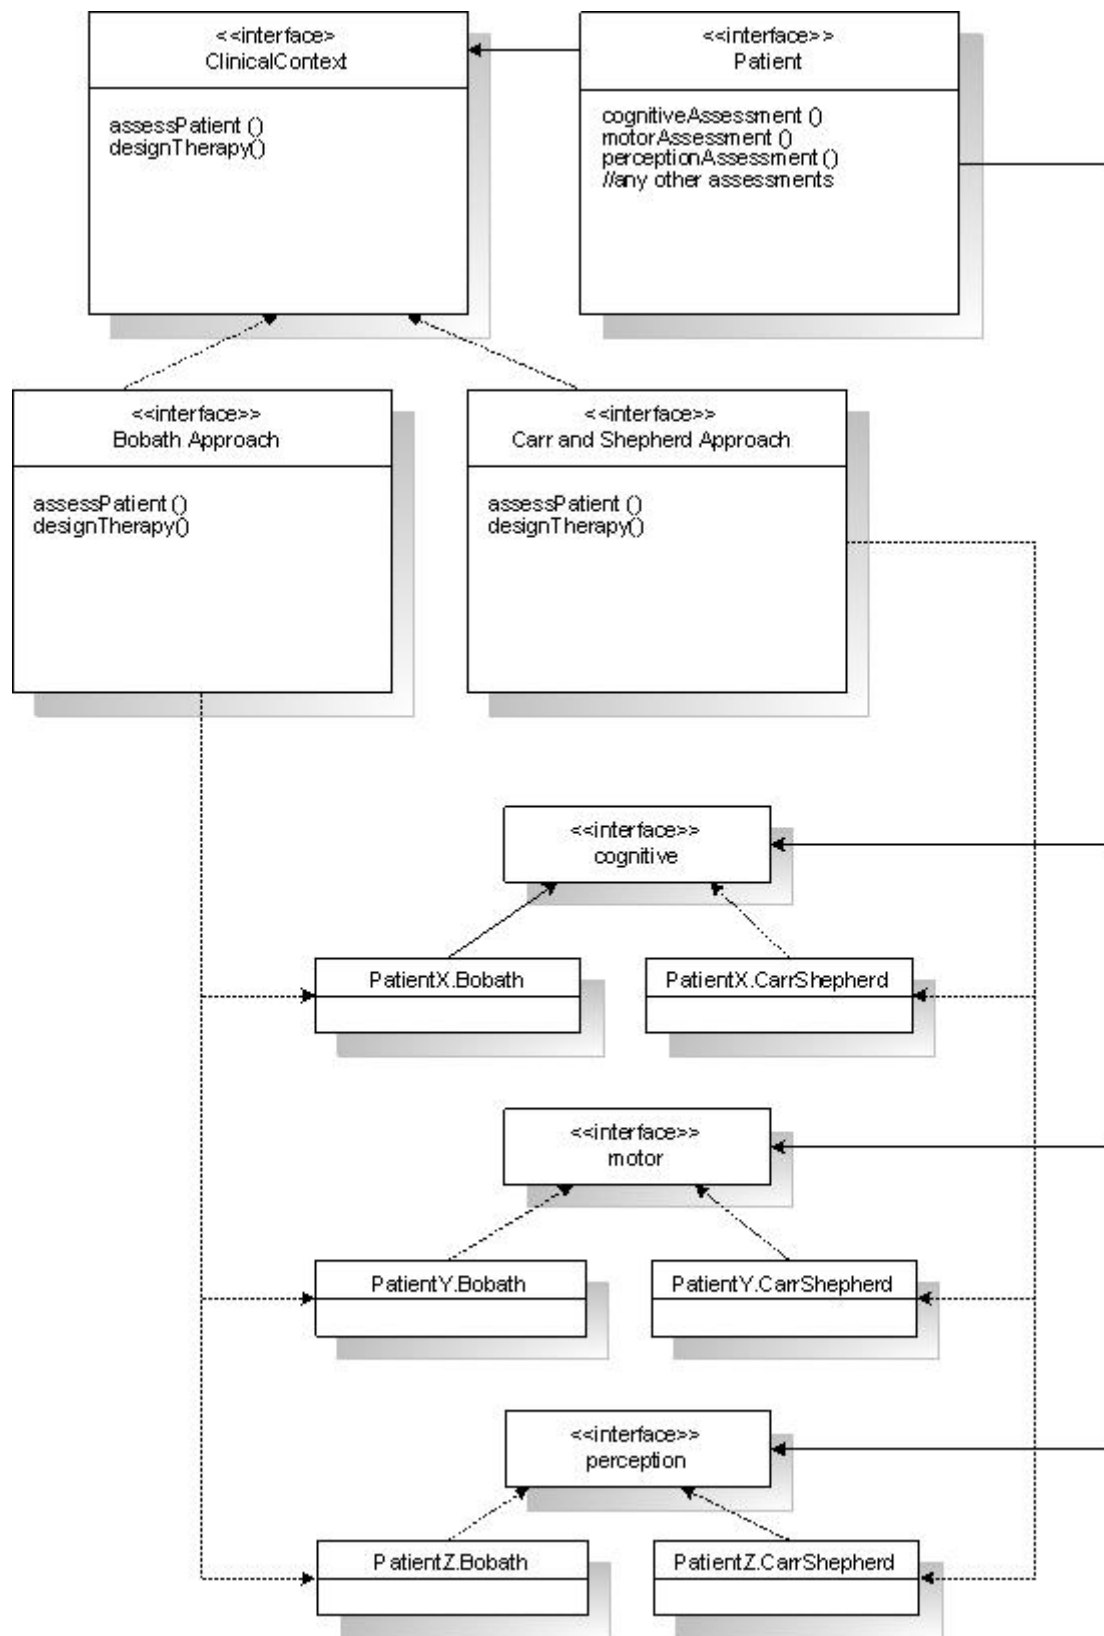 <<interface>
ClinicalContext
assessPatient ()
designTherapy()
<<interface>>
Patient
cognitiveAssessment ()
motorAssessment ()
perceptionAssessment ()
//any other assessments
<<interface>>
Bobath Approach
assessPatient ()
designTherapy()
<<interface>>
Carr and Shepherd Approach
assessPatient ()
designTherapy()
<<interface>>
cognitive
PatientX.Bobath
PatientX.CarrShepherd
<<interface>>
motor
PatientY.Bobath
PatientY.CarrShepherd
<<interface>>
perception
PatientZ.Bobath
PatientZ.CarrShepherd